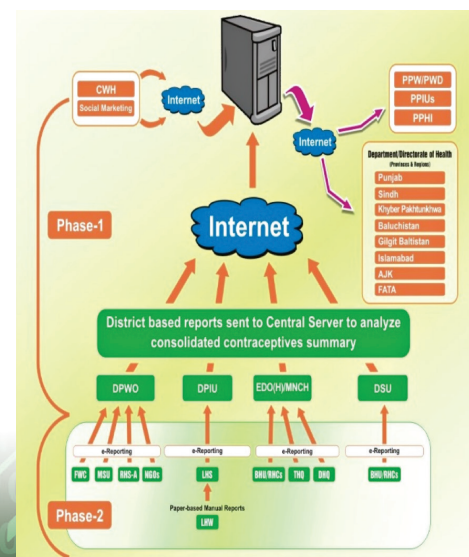 CWH
Social Marketing
Internet
Internet
PPW/PWD
PPIUs
PPHI
Department/Directorate of Health
(Provinces & Regions)
Punjab
Sindh
Khyber Pakhtunkhwa
Baluchistan
Gilgit Baltistan
Islamabad
AJK
FATA
Phase-1
Internet
District based reports sent to Central Server to analyze
consolidated contraceptives summary
DPWO
DPIU
EDO(H)/MNCH
DSU
e-Reporting
e-Reporting
e-Reporting
e-Reporting
FWC
MSU
RHS-A
NGOs
LHS
BHU/RHCs
THQ
DHQ
BHU/RHCs
Paper-based Manual Reports
LHW
Phase-2